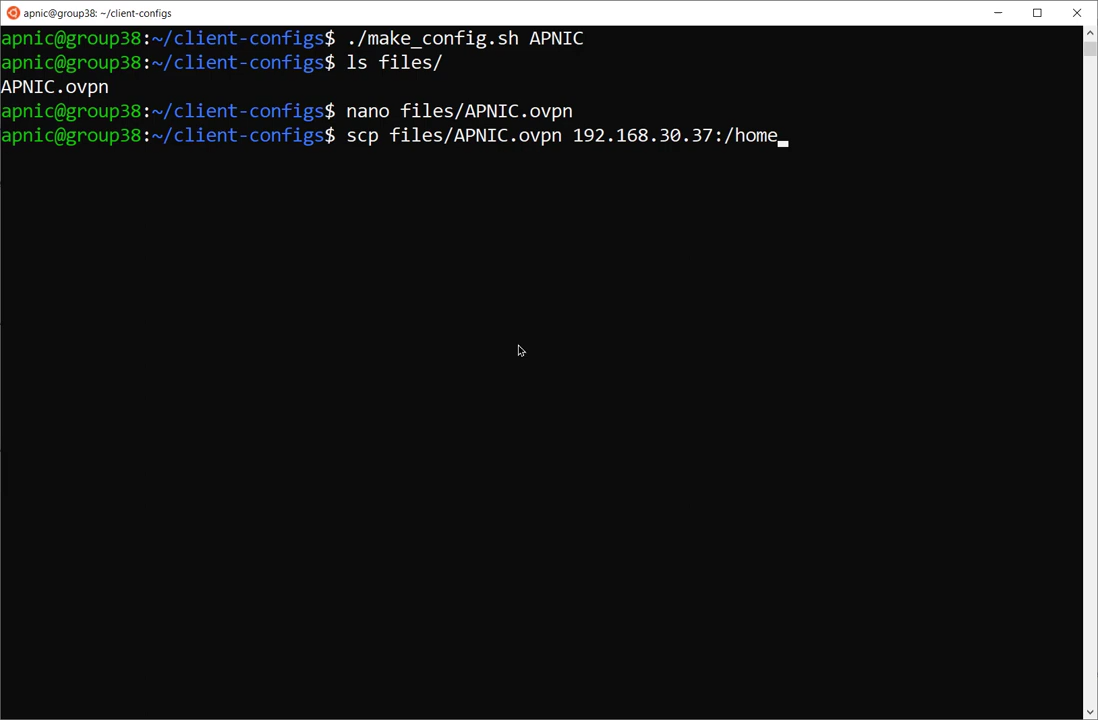 apnic@group38: ~/client-configs
apnic@group38:~/client-configs$ ./make_config.sh APNIC
apnic@group38:~/client-configs$ ls files/
APNIC.ovpn
apnic@group38:~/client-configs$ nano files/APNIC.ovpn
apnic@group38:~/client-configs$ scp files/APNIC.ovpn 192.168.30.37:/home